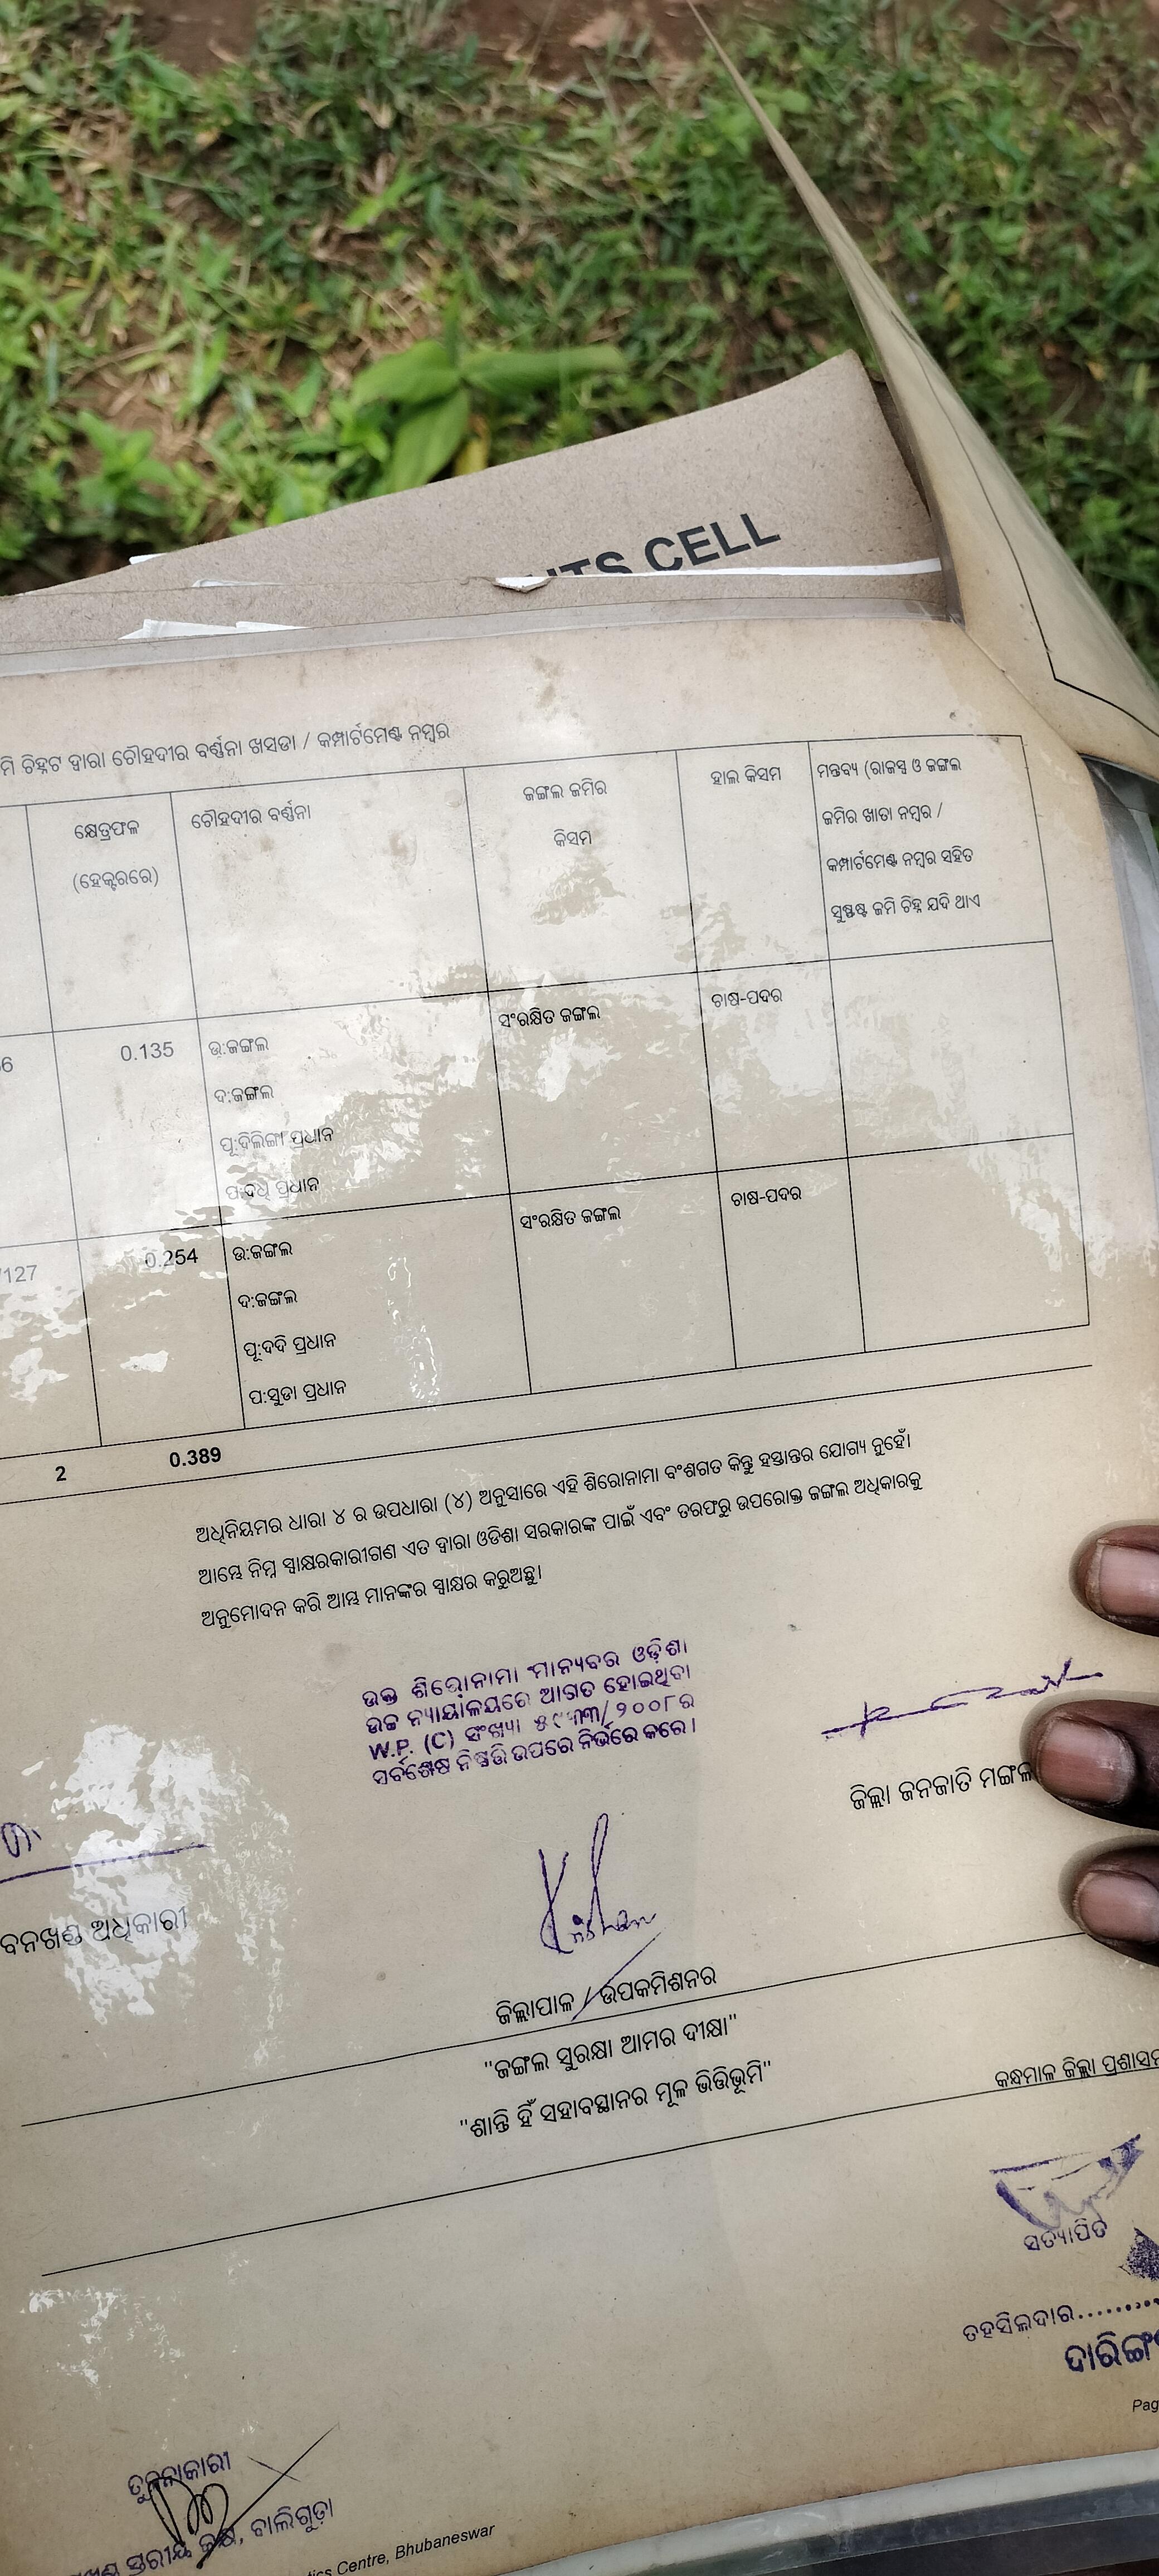 CELL
ଚିହ୍ନଟ ଦ୍ୱାରା ଚୌହଦୀର ବର୍ଣ୍ଣନା ଖସଡା / କମ୍ପାର୍ଟମେଣ୍ଟ ନମ୍ବର
କ୍ଷେତ୍ରଫଳ
(ହେକ୍ଟରରେ)
ଚୌହଦୀର ବର୍ଣ୍ଣନା
ଜଙ୍ଗଲ ଜମିର
କିସମ
ହାଲ କିସମ
ମନ୍ତବ୍ୟ (ରାଜସ୍ୱ ଓ ଜଙ୍ଗଲ
ଜମିର ଖାତା ନମ୍ବର /
କମ୍ପାର୍ଟମେଣ୍ଟ ନମ୍ବର ସହିତ
ସୁଷ୍ପଷ୍ଟ ଜମି ଚିହ୍ନ ଯଦି ଥାଏ
0.135
ଉ:ଜଙ୍ଗଲ
ଦ:ଜଙ୍ଗଲ
ପୂ:ଦିଲିଙ୍ଗା ପ୍ରଧାନ
ପ:ଦଧି ପ୍ରଧାନ
ସଂରକ୍ଷିତ ଜଙ୍ଗଲ
ଚାଷ-ପଦର
127
0.254
ଉ:ଜଙ୍ଗଲ
ଦ:ଜଙ୍ଗଲ
ପୂ:ଦଦି ପ୍ରଧାନ
ପ:ସୁଡା ପ୍ରଧାନ
ସଂରକ୍ଷିତ ଜଙ୍ଗଲ
ଚାଷ-ପଦର
2 0.389
ଅଧିନିୟମର ଧାରା ୪ ର ଉପଧାରା (୪) ଅନୁସାରେ ଏହି ଶିରୋନାମା ବଂଶଗତ କିନ୍ତୁ ହସ୍ତାନ୍ତର ଯୋଗ୍ୟ ନୁହେଁ।
ଆମ୍ଭେ ନିମ୍ନ ସ୍ୱାକ୍ଷରକାରୀଗଣ ଏତ ଦ୍ୱାରା ଓଡିଶା ସରକାରଙ୍କ ପାଇଁ ଏବଂ ତରଫରୁ ଉପରୋକ୍ତ ଜଙ୍ଗଲ ଅଧିକାରକୁ
ଅନୁମୋଦନ କରି ଆମ୍ଭ ମାନଙ୍କର ସ୍ୱାକ୍ଷର କରୁଅଛୁ।
ଉକ୍ତ ଶିରୋନାମା ମାନ୍ୟବର ଓଡ଼ିଶା
ଉଚ୍ଚ ନ୍ୟାୟାଳୟରେ ଆଗତ ହୋଇଥିବା
W.P. (C) ସଂଖ୍ୟା
ସର୍ବଶେଷ ନିଷ୍ପତ୍ତି ଉପରେ ନିର୍ଭରେ କରେ।
ଜିଲ୍ଲା ଜନଜାତି ମଙ୍ଗଳ
ବନଖଣ୍ଡ ଅଧିକାରୀ
ଜିଲ୍ଲାପାଳ / ଉପକମିଶନର
"ଜଙ୍ଗଲ ସୁରକ୍ଷା ଆମର ଦୀକ୍ଷା"
"ଶାନ୍ତି ହିଁ ସହାବସ୍ଥାନର ମୂଳ ଭିତ୍ତିଭୂମି"
କନ୍ଧମାଳ ଜିଲ୍ଲା ପ୍ରଶାସନ
ସତ୍ୟାପିତ
ତହସିଲଦାର..........
ତୁଳନାକାରୀ
ସ୍ତରୀୟ କକ୍ଷ, ବାଲିଗୁଡ଼ା
Centre, Bhubaneswar